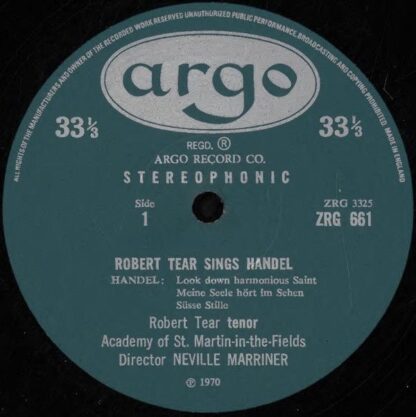 ALL RIGHTS OF THE MANUFACTURERS AND OWNER OF THE RECORDED WORK RESERVED UNAUTHORIZED PUBLIC PERFORMANCE, BROADCASTING AND COPYING PROHIBITED. MADE IN ENGLAND
argo
33⅓
33⅓
REGD. ®
ARGO RECORD CO.
STEREOPHONIC
Side
1
ZRG 3325
ZRG 661
ROBERT TEAR SINGS HANDEL
HANDEL: Look down harmonious Saint
Meine Seele hört im Sehen
Süsse Stille
Robert Tear tenor
Academy of St. Martin-in-the-Fields
Director NEVILLE MARRINER
℗ 1970